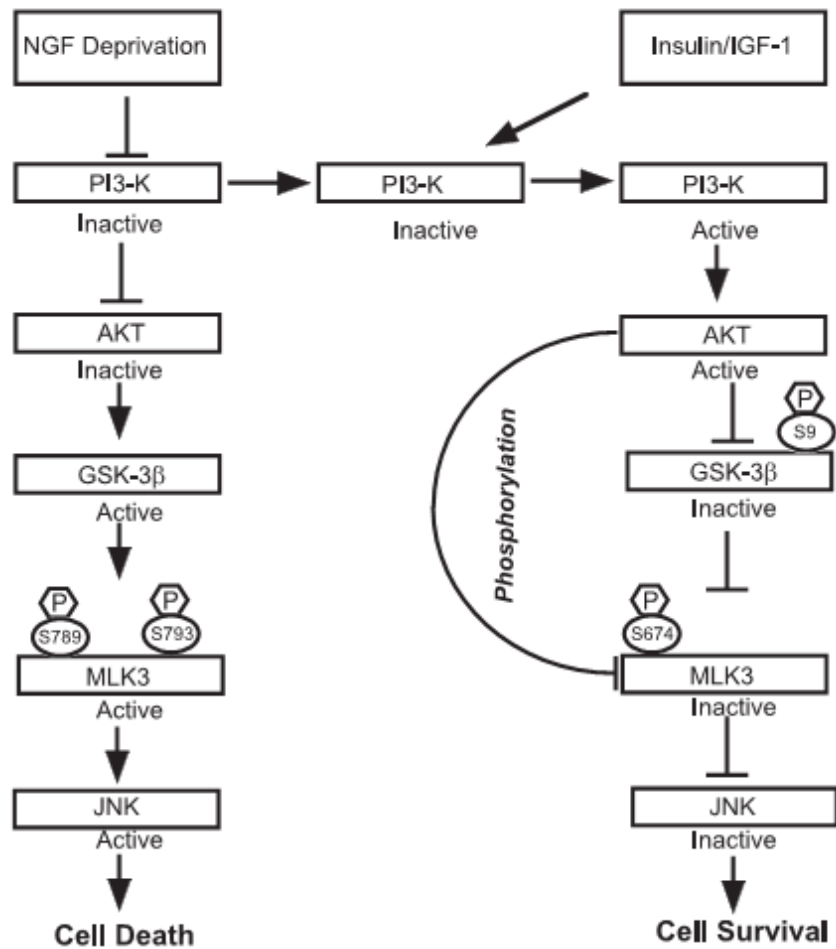 NGF Deprivation
Insulin/IGF-1
PI3-K
PI3-K
PI3-K
Inactive
Inactive
Active
AKT
AKT
Inactive
Active
Phosphorylation
P
S9
GSK-3β
GSK-3β
Active
Inactive
P
P
P
S789
S793
S674
MLK3
MLK3
Active
Inactive
JNK
JNK
Active
Inactive
Cell Death
Cell Survival